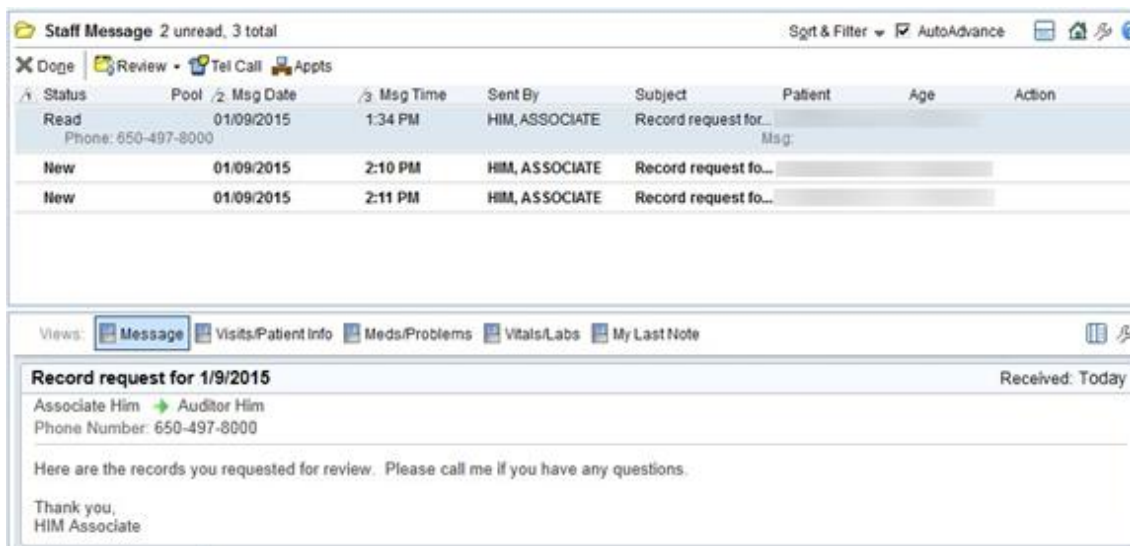 Staff Message 2 unread, 3 total Sort & Filter AutoAdvance
Done Review Tel Call Appts
Status Pool /2 Msg Date /3 Msg Time Sent By Subject Patient Age Action
Read 01/09/2015 1:34 PM HIM, ASSOCIATE Record request for...
Phone: 650-497-8000 Msg:
New 01/09/2015 2:10 PM HIM, ASSOCIATE Record request fo...
New 01/09/2015 2:11 PM HIM, ASSOCIATE Record request fo...
Views: Message Visits/Patient Info Meds/Problems Vitals/Labs My Last Note
Record request for 1/9/2015 Received: Today
Associate Him Auditor Him
Phone Number: 650-497-8000
Here are the records you requested for review. Please call me if you have any questions.
Thank you,
HIM Associate